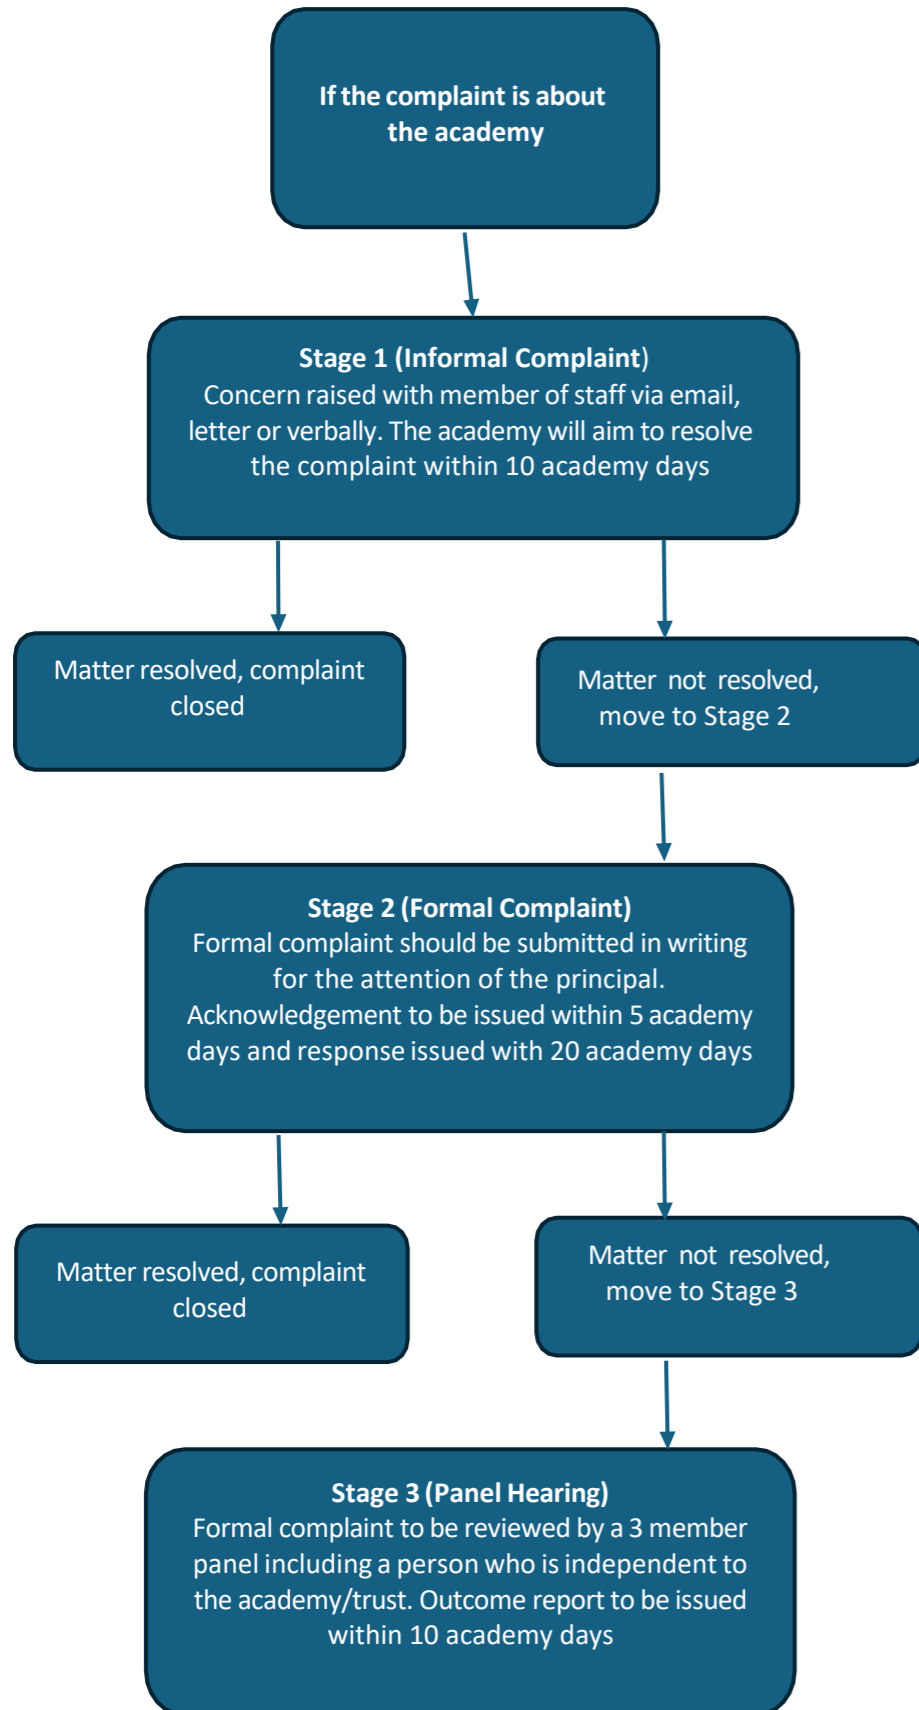 If the complaint is about
the academy
Stage 1 (Informal Complaint)
Concern raised with member of staff via email,
letter or verbally. The academy will aim to resolve
the complaint within 10 academy days
Matter resolved, complaint
closed
Matter not resolved,
move to Stage 2
Stage 2 (Formal Complaint)
Formal complaint should be submitted in writing
for the attention of the principal.
Acknowledgement to be issued within 5 academy
days and response issued with 20 academy days
Matter resolved, complaint
closed
Matter not resolved,
move to Stage 3
Stage 3 (Panel Hearing)
Formal complaint to be reviewed by a 3 member
panel including a person who is independent to
the academy/trust. Outcome report to be issued
within 10 academy days